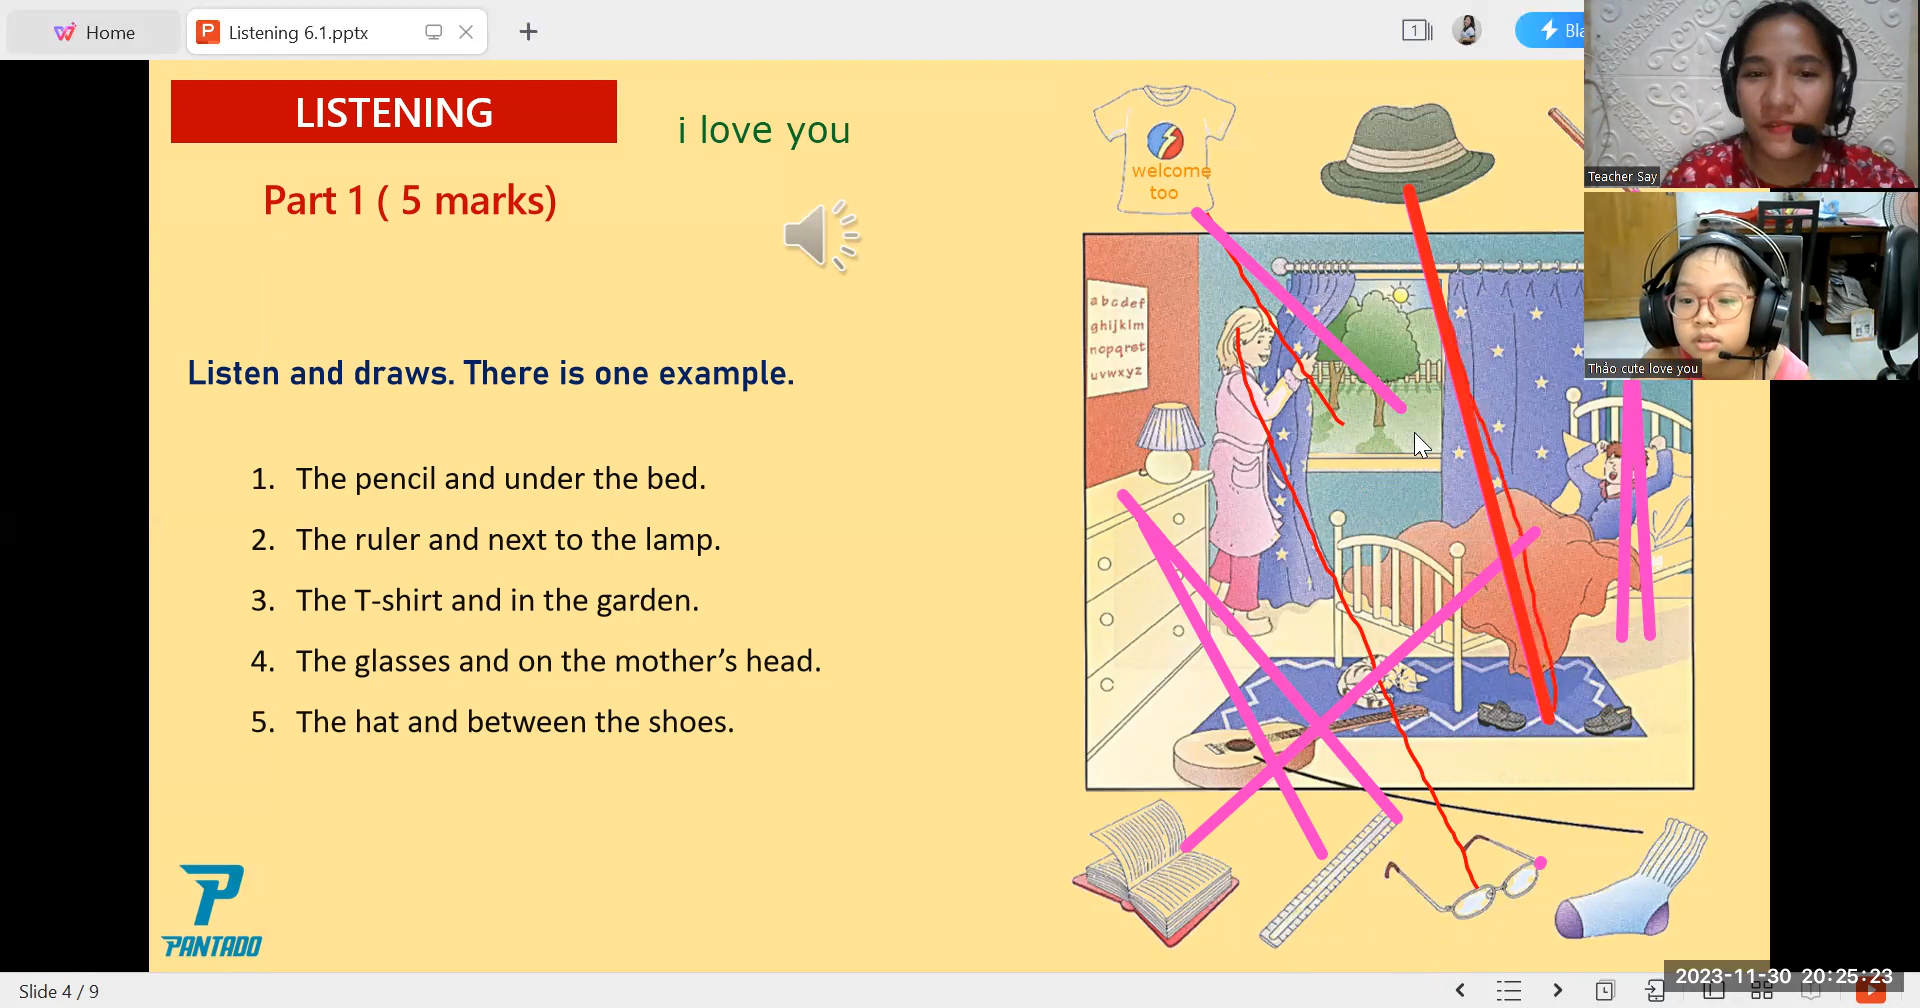 Home
Listening 6.1.pptx
1
LISTENING
i love you
Part 1 ( 5 marks)
welcome
too
Teacher Say
Thảo cute love you
abcdef
ghijklm
nopqrst
uvwxyz
Listen and draws. There is one example.
1. The pencil and under the bed.
2. The ruler and next to the lamp.
3. The T-shirt and in the garden.
4. The glasses and on the mother’s head.
5. The hat and between the shoes.
PANTADO
Slide 4 / 9
2023-11-30 20:25:23